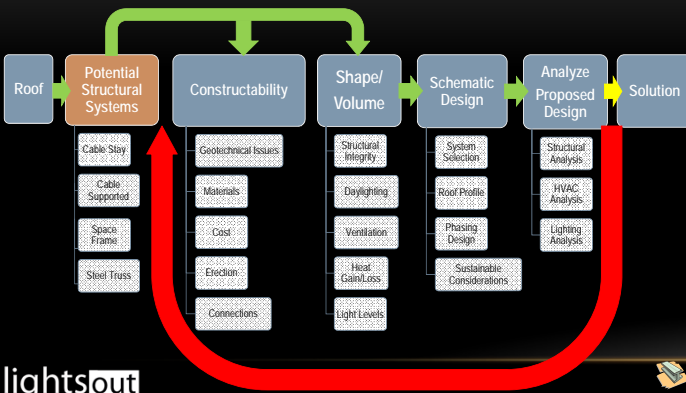 Roof
Potential
Structural
Systems
Constructability
Shape/
Volume
Schematic
Design
Analyze
Proposed
Design
Solution
Cable Stay
Cable
Supported
Space
Frame
Steel Truss
Geotechnical Issues
Materials
Cost
Erection
Connections
Structural
Integrity
Daylighting
Ventilation
Heat
Gain/Loss
Light Levels
System
Selection
Roof Profile
Phasing
Design
Sustainable
Considerations
Structural
Analysis
HVAC
Analysis
Lighting
Analysis
lightsout